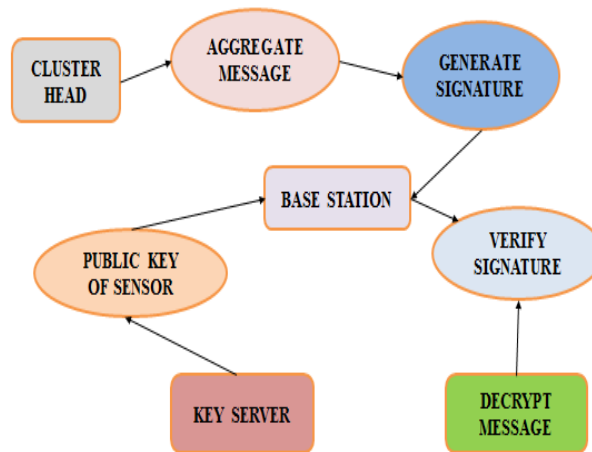 CLUSTER
HEAD
AGGREGATE
MESSAGE
GENERATE
SIGNATURE
BASE STATION
PUBLIC KEY
OF SENSOR
VERIFY
SIGNATURE
KEY SERVER
DECRYPT
MESSAGE